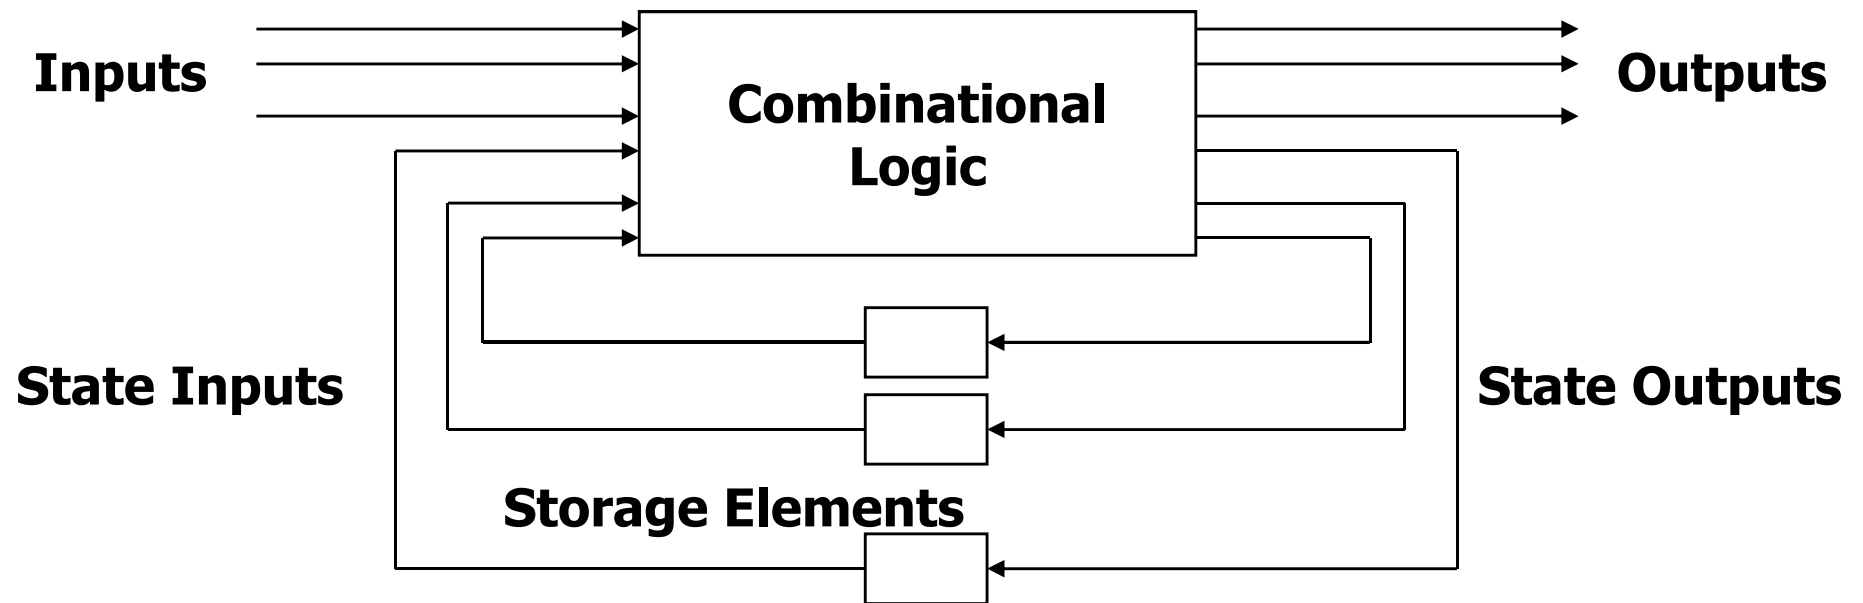 Inputs
Combinational
Logic
Outputs
State Inputs
State Outputs
Storage Elements